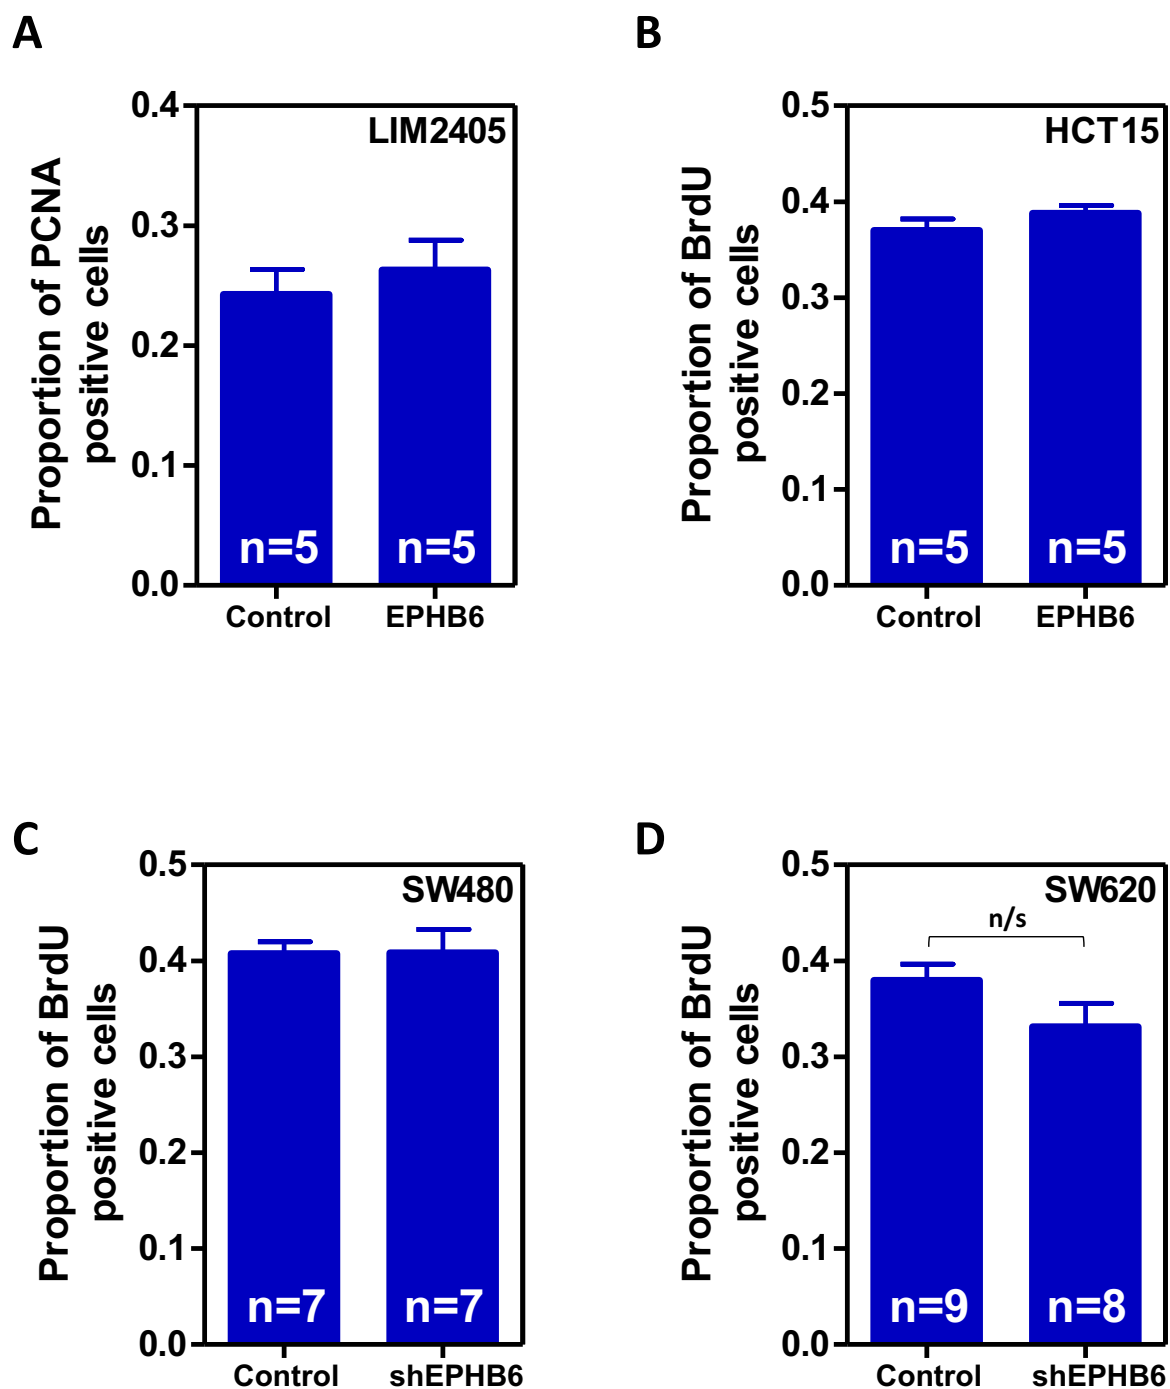 A
Proportion of PCNA
positive cells
0.4
0.3
0.2
0.1
0.0
LIM2405
n=5
n=5
Control
EPHB6
B
Proportion of BrdU
positive cells
0.5
0.4
0.3
0.2
0.1
0.0
HCT15
n=5
n=5
Control
EPHB6
C
Proportion of BrdU
positive cells
0.5
0.4
0.3
0.2
0.1
0.0
SW480
n=7
n=7
Control
shEPHB6
D
Proportion of BrdU
positive cells
0.5
0.4
0.3
0.2
0.1
0.0
SW620
n/s
n=9
n=8
Control
shEPHB6